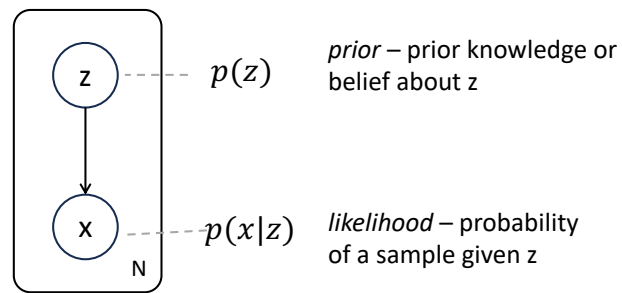 z
p(z)
prior – prior knowledge or
belief about z
x
p(x|z)
likelihood – probability
of a sample given z
N